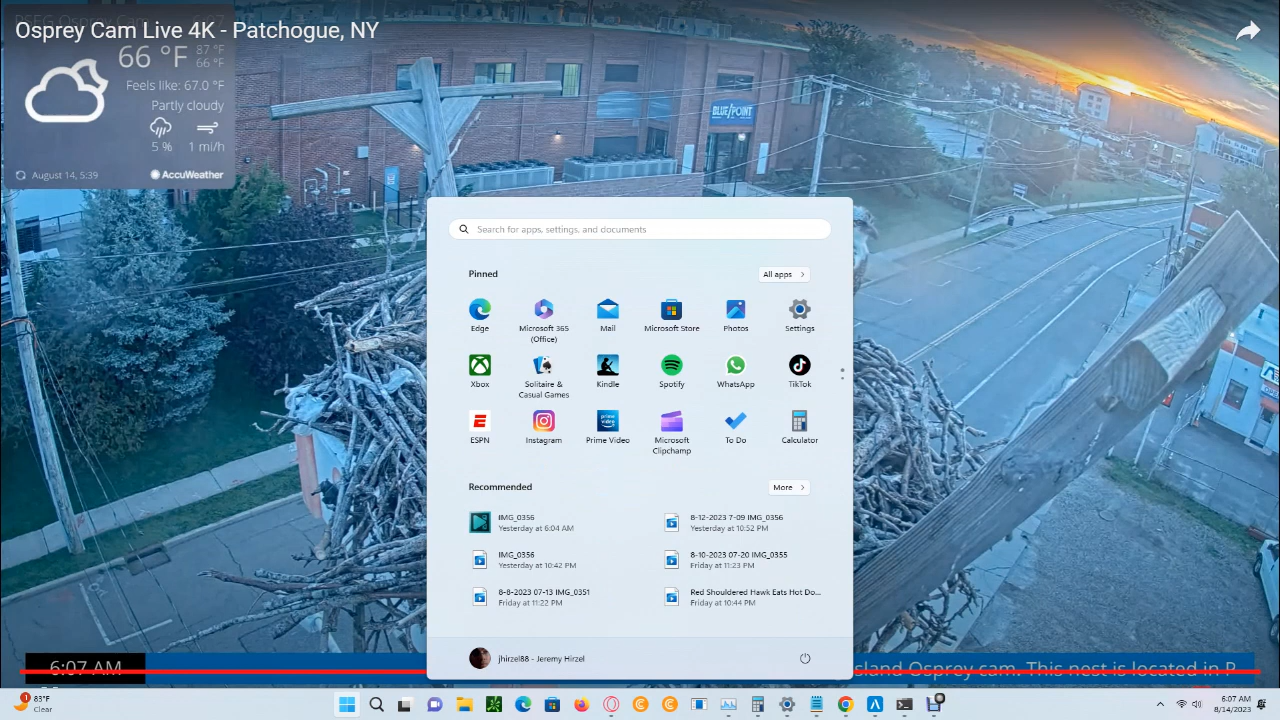 Osprey Cam Live 4K - Patchogue, NY
66 °F
87 °F
66 °F
Feels like: 67.0 °F
Partly cloudy
5 %
1 mi/h
August 14, 5:39
AccuWeather
BLUE POINT
Search for apps, settings, and documents
Pinned
All apps
Edge
Microsoft 365
(Office)
Mail
Microsoft Store
Photos
Settings
Xbox
Solitaire &
Casual Games
Kindle
Spotify
WhatsApp
TikTok
ESPN
Instagram
prime video
Prime Video
Microsoft
Clipchamp
To Do
Calculator
Recommended
More
IMG_0356
Yesterday at 6:04 AM
8-12-2023 7-09 IMG_0356
Yesterday at 10:52 PM
IMG_0356
Yesterday at 10:42 PM
8-10-2023 07-20 IMG_0355
Friday at 11:23 PM
8-8-2023 07-13 IMG_0351
Friday at 11:22 PM
Red Shouldered Hawk Eats Hot Do...
Friday at 10:44 PM
jhirzel88 - Jeremy Hirzel
6:07 AM
sland Osprey cam. This nest is located in P
1
83°F
Clear
6:07 AM
8/14/2023